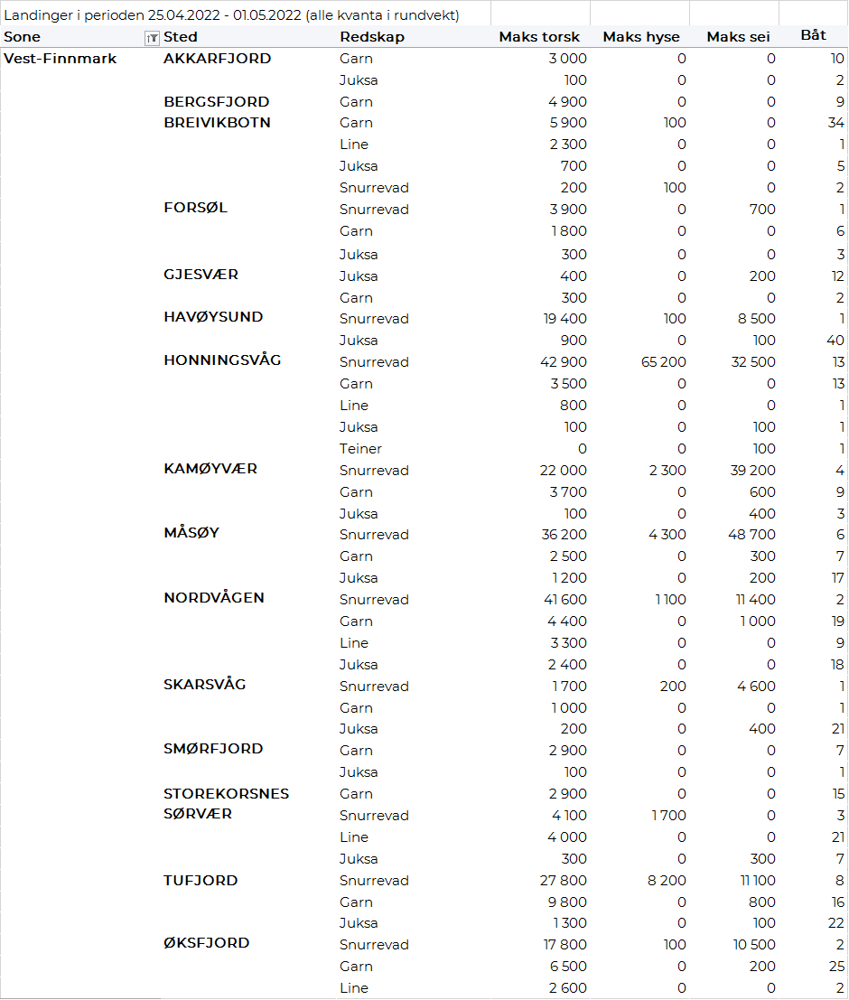 Landinger i perioden 25.04.2022 - 01.05.2022 (alle kvanta i rundvekt)
Sone Sted Redskap Maks torsk Maks hyse Maks sei Båt
Vest-Finnmark AKKARFJORD Garn 3 000 0 0 10
Juksa 100 0 0 2
BERGSFJORD Garn 4 900 0 0 9
BREIVIKBOTN Garn 5 900 100 0 34
Line 2 300 0 0 1
Juksa 700 0 0 5
Snurrevad 200 100 0 2
FORSØL Snurrevad 3 900 0 700 1
Garn 1 800 0 0 6
Juksa 300 0 0 3
GJESVÆR Juksa 400 0 200 12
Garn 300 0 0 2
HAVØYSUND Snurrevad 19 400 100 8 500 1
Juksa 900 0 100 40
HONNINGSVÅG Snurrevad 42 900 65 200 32 500 13
Garn 3 500 0 0 13
Line 800 0 0 1
Juksa 100 0 100 1
Teiner 0 0 100 1
KAMØYVÆR Snurrevad 22 000 2 300 39 200 4
Garn 3 700 0 600 9
Juksa 100 0 400 3
MÅSØY Snurrevad 36 200 4 300 48 700 6
Garn 2 500 0 300 7
Juksa 1 200 0 200 17
NORDVÅGEN Snurrevad 41 600 1 100 11 400 2
Garn 4 400 0 1 000 19
Line 3 300 0 0 9
Juksa 2 400 0 0 18
SKARSVÅG Snurrevad 1 700 200 4 600 1
Garn 1 000 0 0 1
Juksa 200 0 400 21
SMØRFJORD Garn 2 900 0 0 7
Juksa 100 0 0 1
STOREKORSNES Garn 2 900 0 0 15
SØRVÆR Snurrevad 4 100 1 700 0 3
Line 4 000 0 0 21
Juksa 300 0 300 7
TUFJORD Snurrevad 27 800 8 200 11 100 8
Garn 9 800 0 800 16
Juksa 1 300 0 100 22
ØKSFJORD Snurrevad 17 800 100 10 500 2
Garn 6 500 0 200 25
Line 2 600 0 0 2